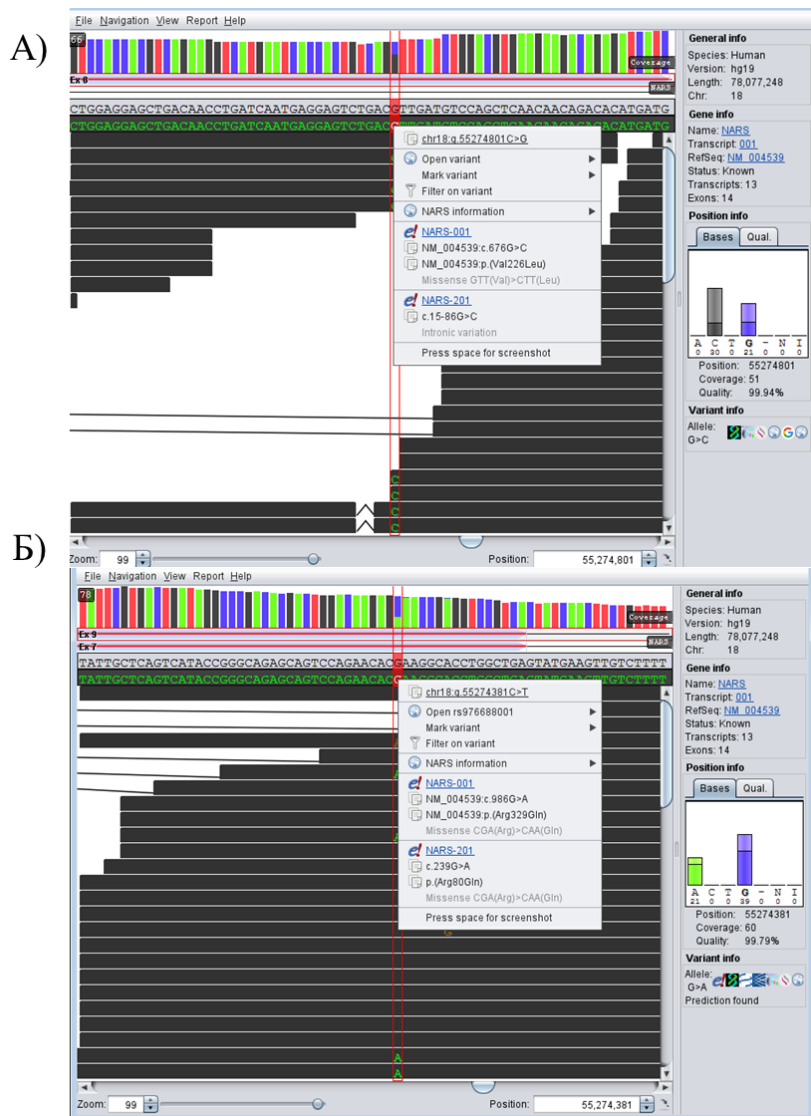 А)
File Navigation View Report Help
66
Coverage
Ex 8
NARS
CTGGAGGAGCTGACAACCTGATCAATGAGGAGTCTGACGTTGATGTCCAGCTCAACAACAGACACATGATG
chr18:g.55274801C>G
Open variant
Mark variant
Filter on variant
NARS information
NARS-001
NM_004539:c.676G>C
NM_004539:p.(Val226Leu)
Missense GTT(Val)>CTT(Leu)
NARS-201
c.15-86G>C
Intronic variation
Press space for screenshot
C
C
C
C
Zoom: 99
Position: 55,274,801
General info
Species: Human
Version: hg19
Length: 78,077,248
Chr: 18
Gene info
Name: NARS
Transcript: 001
RefSeq: NM_004539
Status: Known
Transcripts: 13
Exons: 14
Position info
Bases Qual.
A C T G - N I
0 30 0 21 0 0 0
Position: 55274801
Coverage: 51
Quality: 99.94%
Variant info
Allele:
G>C
Б)
File Navigation View Report Help
78
Coverage
Ex 9
NARS
Ex 7
TATTGCTCAGTCATACCGGGCAGAGCAGTCCAGAACACGAAGGCACCTGGCTGAGTATGAAGTTGTCTTTT
chr18:g.55274381C>T
Open rs976688001
Mark variant
Filter on variant
NARS information
NARS-001
NM_004539:c.986G>A
NM_004539:p.(Arg329Gln)
Missense CGA(Arg)>CAA(Gln)
NARS-201
c.239G>A
p.(Arg80Gln)
Missense CGA(Arg)>CAA(Gln)
Press space for screenshot
A
A
Zoom: 99
Position: 55,274,381
General info
Species: Human
Version: hg19
Length: 78,077,248
Chr: 18
Gene info
Name: NARS
Transcript: 001
RefSeq: NM_004539
Status: Known
Transcripts: 13
Exons: 14
Position info
Bases Qual.
A C T G - N I
21 0 0 39 0 0 0
Position: 55274381
Coverage: 60
Quality: 99.79%
Variant info
Allele:
G>A
Prediction found